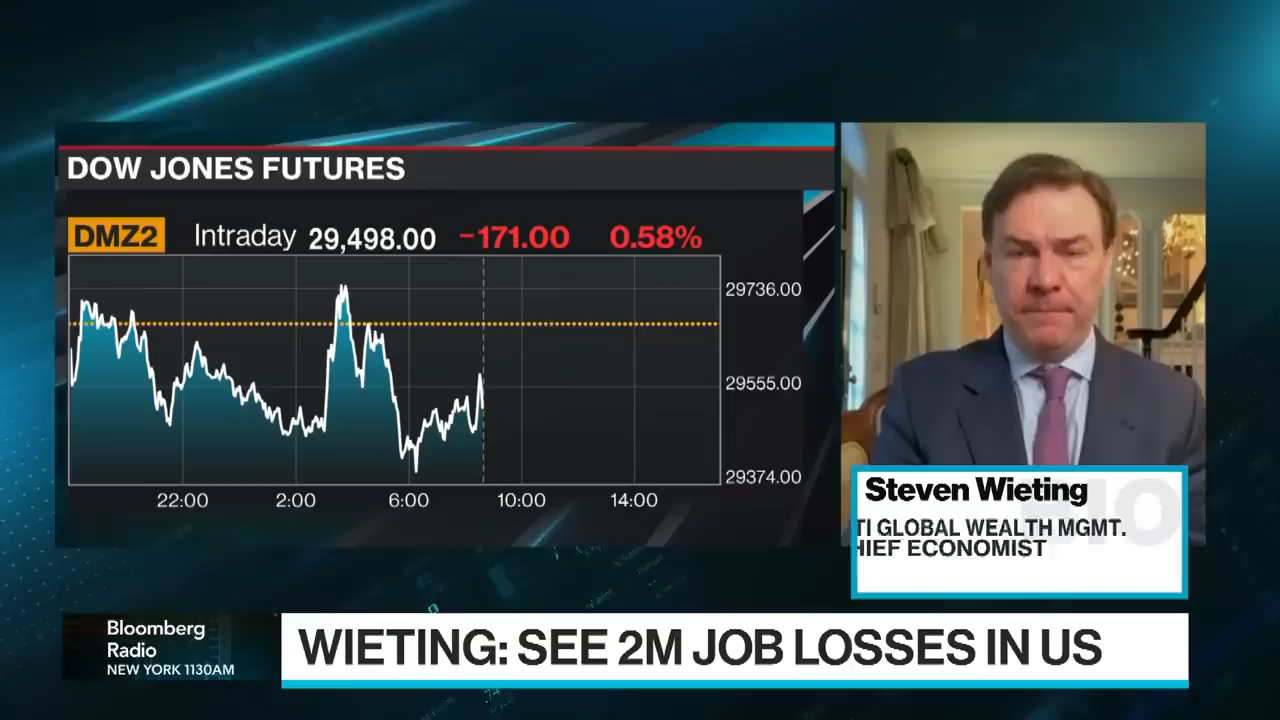 DOW JONES FUTURES
DMZ2 Intraday 29,498.00 -171.00 0.58%
29736.00
29555.00
29374.00
22:00 2:00 6:00 10:00 14:00
Steven Wieting
TI GLOBAL WEALTH MGMT.
HIEF ECONOMIST
Bloomberg
Radio
NEW YORK 1130AM
WIETING: SEE 2M JOB LOSSES IN US